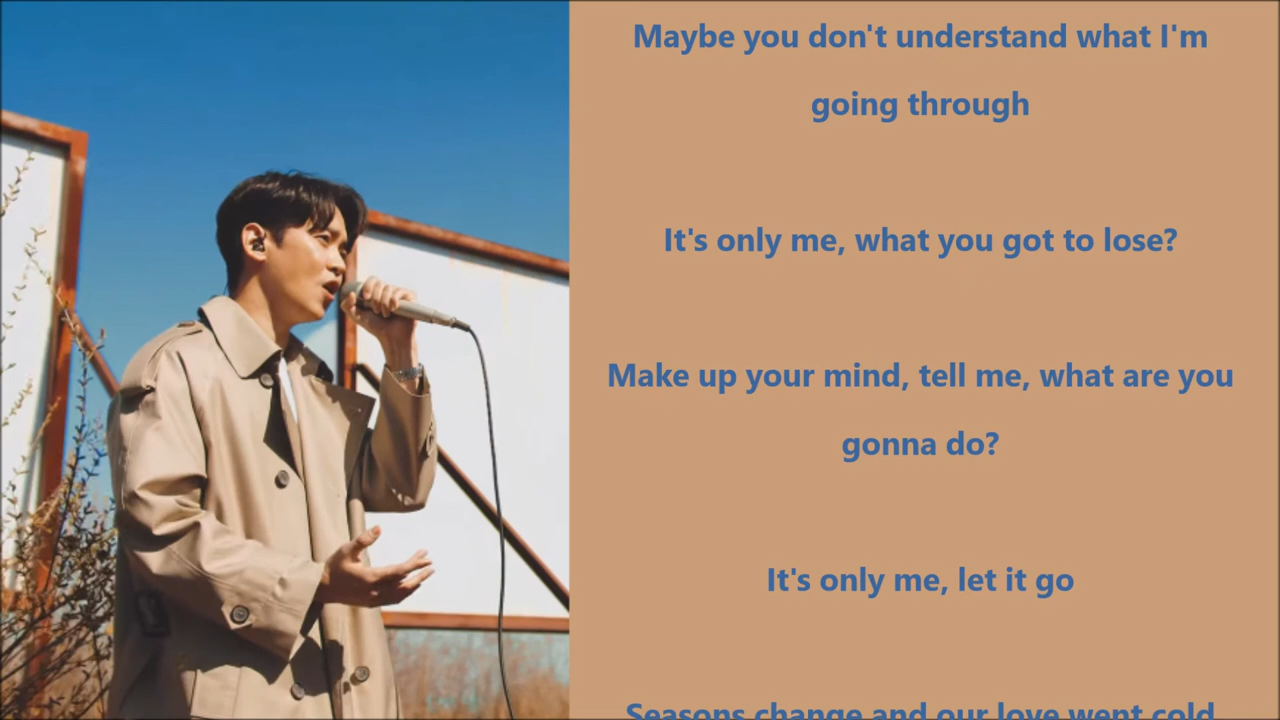 Maybe you don't understand what I'm
going through
It's only me, what you got to lose?
Make up your mind, tell me, what are you
gonna do?
It's only me, let it go
Seasons change and our love went cold